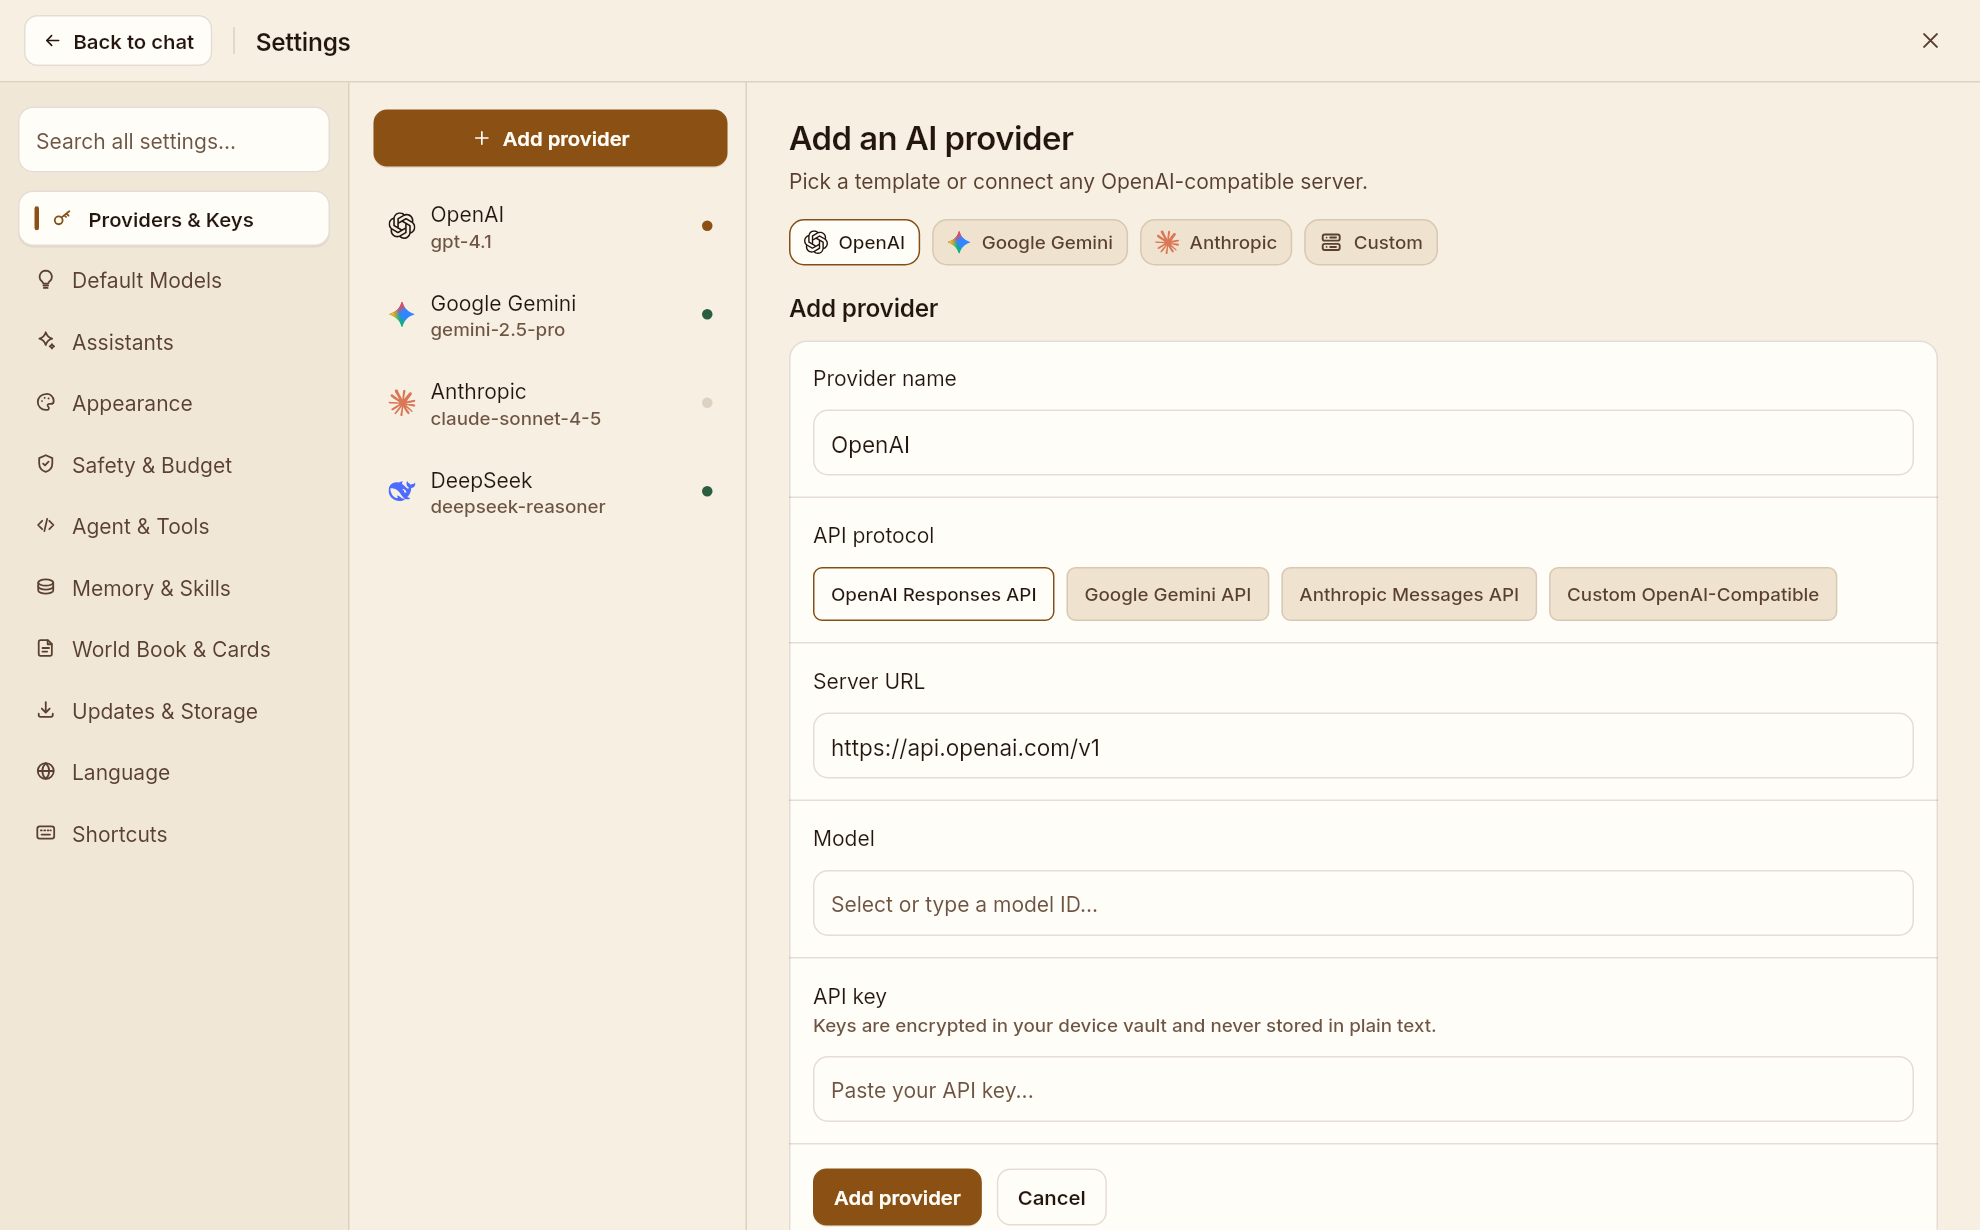 Back to chat
Settings
Search all settings...
Providers & Keys
Default Models
Assistants
Appearance
Safety & Budget
Agent & Tools
Memory & Skills
World Book & Cards
Updates & Storage
Language
Shortcuts
Add provider
OpenAI
gpt-4.1
Google Gemini
gemini-2.5-pro
Anthropic
claude-sonnet-4-5
DeepSeek
deepseek-reasoner
Add an AI provider
Pick a template or connect any OpenAI-compatible server.
OpenAI
Google Gemini
Anthropic
Custom
Add provider
Provider name
OpenAI
API protocol
OpenAI Responses API
Google Gemini API
Anthropic Messages API
Custom OpenAI-Compatible
Server URL
https://api.openai.com/v1
Model
Select or type a model ID...
API key
Keys are encrypted in your device vault and never stored in plain text.
Paste your API key...
Add provider
Cancel